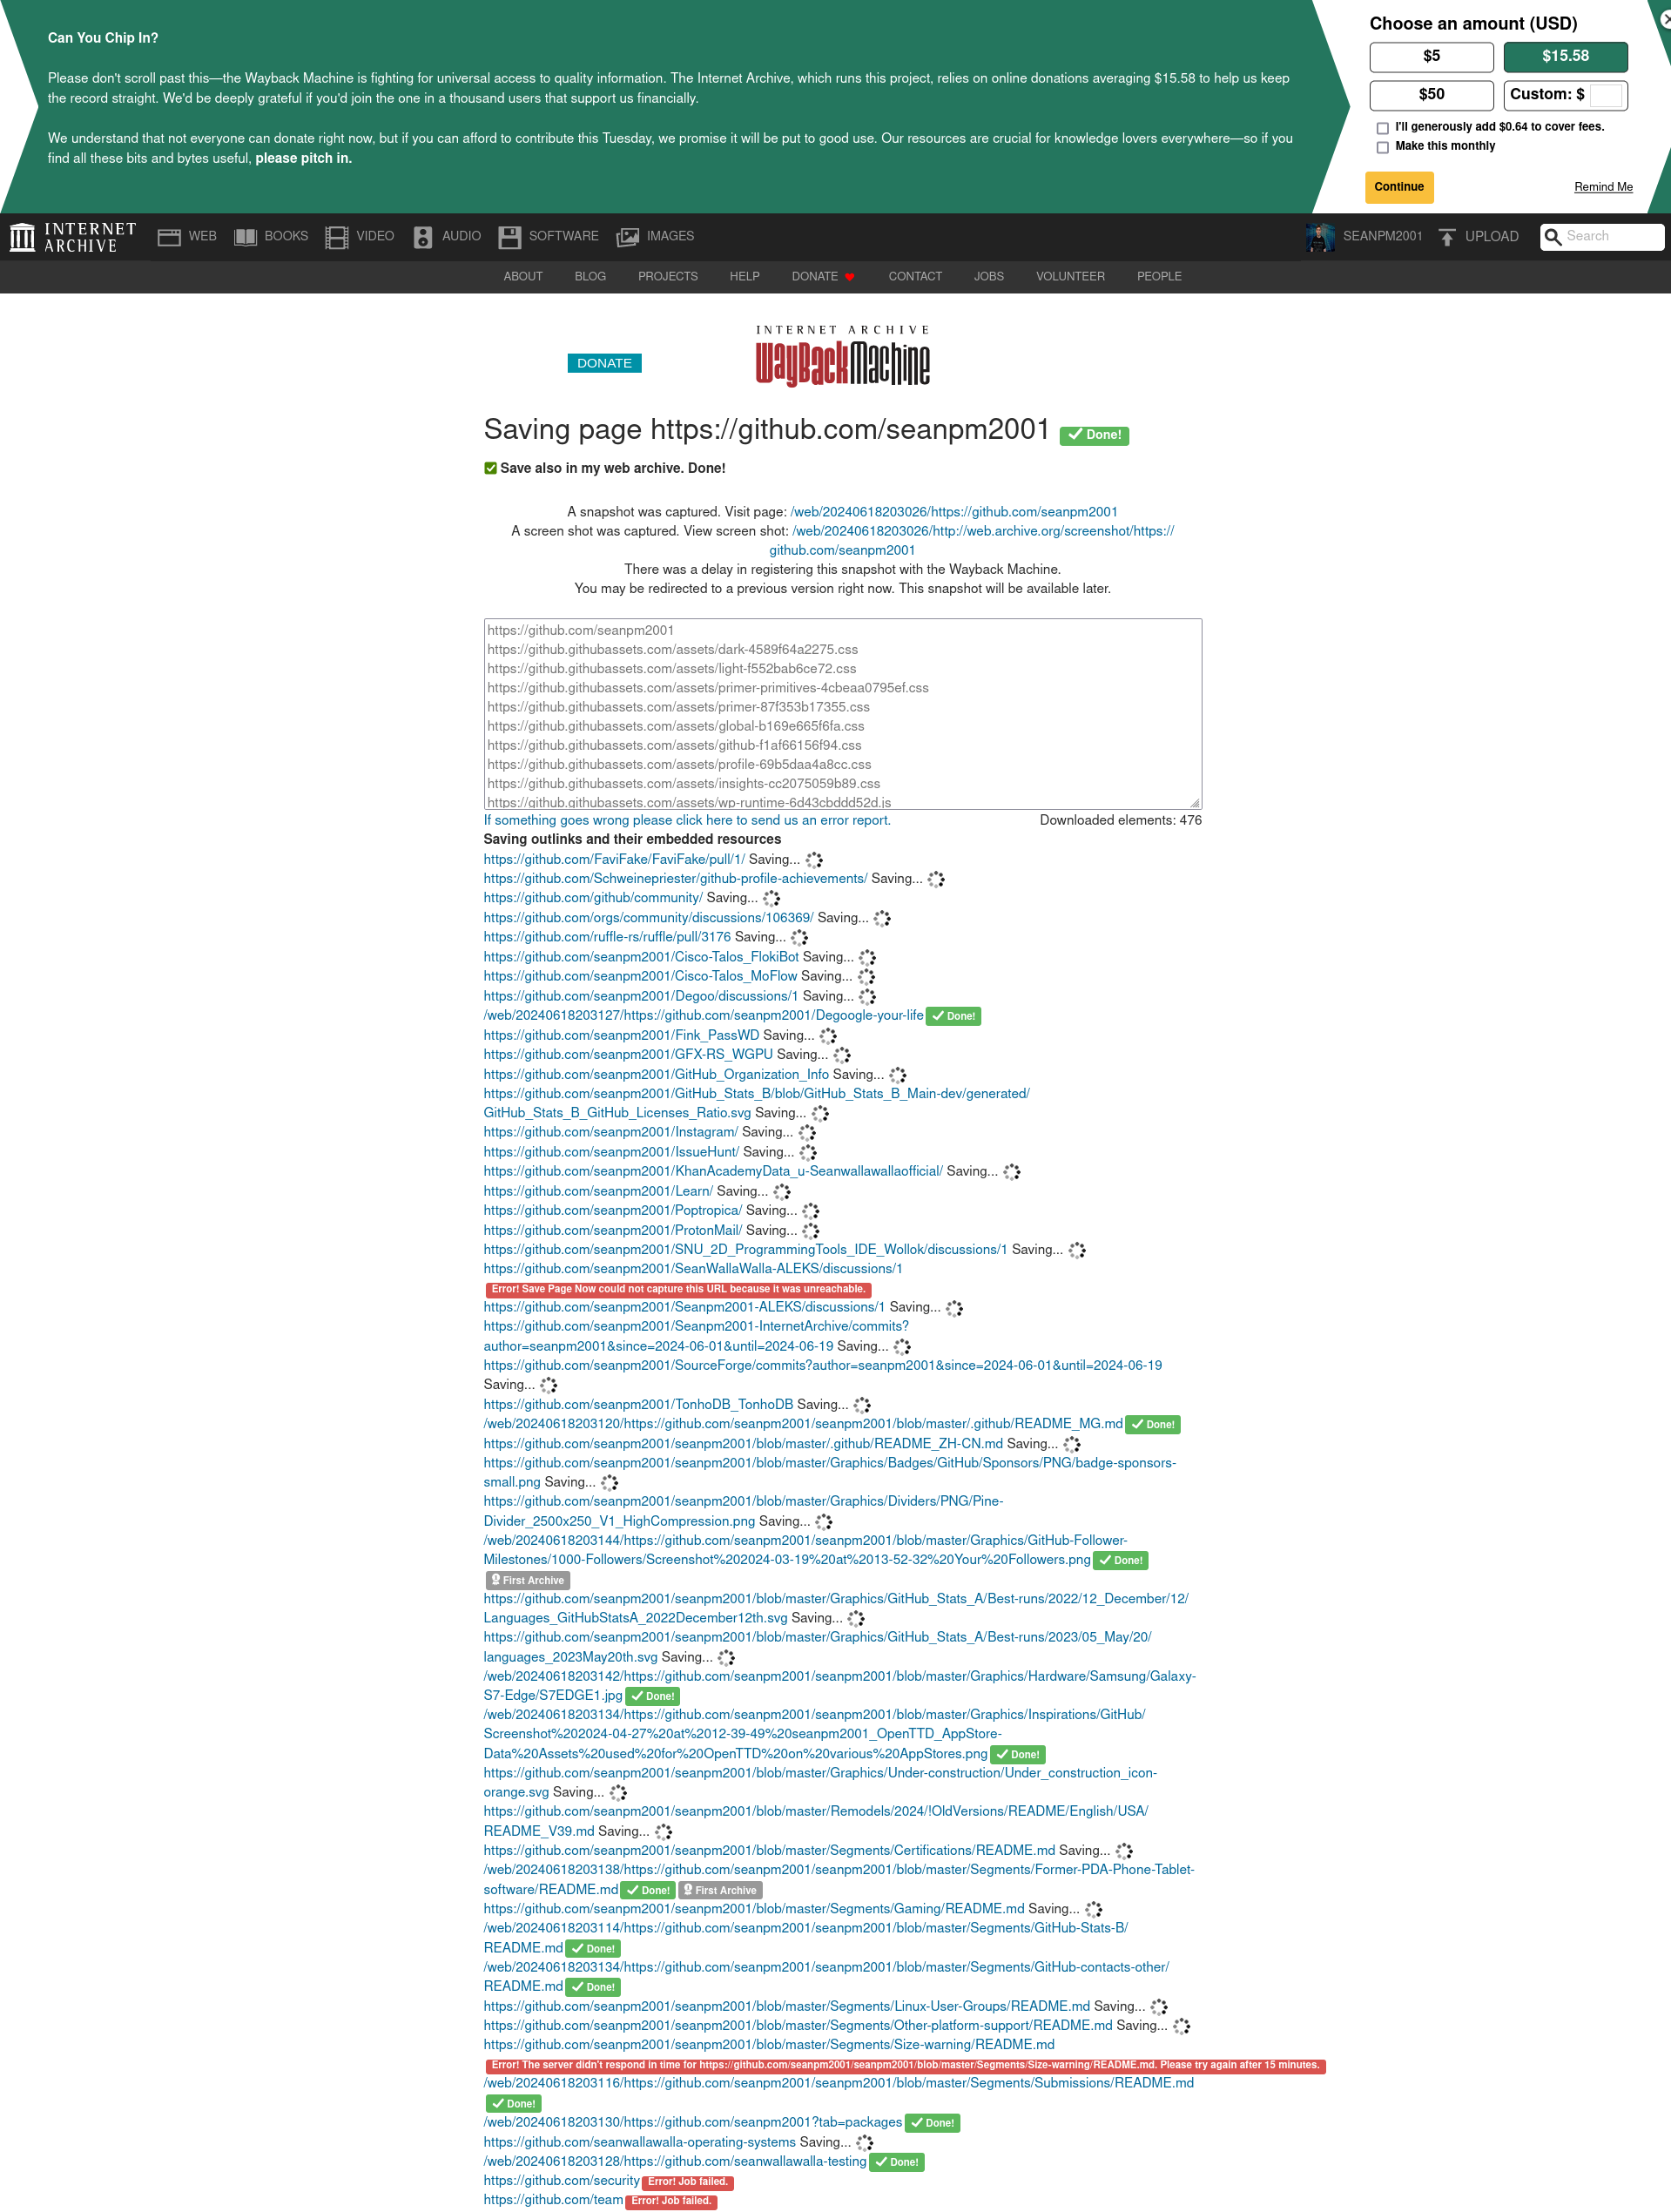 Can You Chip In?
Please don't scroll past this—the Wayback Machine is fighting for universal access to quality information. The Internet Archive, which runs this project, relies on online donations averaging $15.58 to help us keep
the record straight. We'd be deeply grateful if you'd join the one in a thousand users that support us financially.
We understand that not everyone can donate right now, but if you can afford to contribute this Tuesday, we promise it will be put to good use. Our resources are crucial for knowledge lovers everywhere—so if you
find all these bits and bytes useful, please pitch in.
Choose an amount (USD)
$5 $15.58
$50 Custom: $
I'll generously add $0.64 to cover fees.
Make this monthly
Continue Remind Me
INTERNET ARCHIVE
WEB BOOKS VIDEO AUDIO SOFTWARE IMAGES SEANPM2001 UPLOAD Search
ABOUT BLOG PROJECTS HELP DONATE CONTACT JOBS VOLUNTEER PEOPLE
DONATE
INTERNET ARCHIVE
WayBackMachine
Saving page https://github.com/seanpm2001 Done!
Save also in my web archive. Done!
A snapshot was captured. Visit page: /web/20240618203026/https://github.com/seanpm2001
A screen shot was captured. View screen shot: /web/20240618203026/http://web.archive.org/screenshot/https://
github.com/seanpm2001
There was a delay in registering this snapshot with the Wayback Machine.
You may be redirected to a previous version right now. This snapshot will be available later.
https://github.com/seanpm2001
https://github.githubassets.com/assets/dark-4589f64a2275.css
https://github.githubassets.com/assets/light-f552bab6ce72.css
https://github.githubassets.com/assets/primer-primitives-4cbeaa0795ef.css
https://github.githubassets.com/assets/primer-87f353b17355.css
https://github.githubassets.com/assets/global-b169e665f6fa.css
https://github.githubassets.com/assets/github-f1af66156f94.css
https://github.githubassets.com/assets/profile-69b5daa4a8cc.css
https://github.githubassets.com/assets/insights-cc2075059b89.css
https://github.githubassets.com/assets/wp-runtime-6d43cbddd52d.js
If something goes wrong please click here to send us an error report. Downloaded elements: 476
Saving outlinks and their embedded resources
https://github.com/FaviFake/FaviFake/pull/1/ Saving...
https://github.com/Schweinepriester/github-profile-achievements/ Saving...
https://github.com/github/community/ Saving...
https://github.com/orgs/community/discussions/106369/ Saving...
https://github.com/ruffle-rs/ruffle/pull/3176 Saving...
https://github.com/seanpm2001/Cisco-Talos_FlokiBot Saving...
https://github.com/seanpm2001/Cisco-Talos_MoFlow Saving...
https://github.com/seanpm2001/Degoo/discussions/1 Saving...
/web/20240618203127/https://github.com/seanpm2001/Degoogle-your-life Done!
https://github.com/seanpm2001/Fink_PassWD Saving...
https://github.com/seanpm2001/GFX-RS_WGPU Saving...
https://github.com/seanpm2001/GitHub_Organization_Info Saving...
https://github.com/seanpm2001/GitHub_Stats_B/blob/GitHub_Stats_B_Main-dev/generated/
GitHub_Stats_B_GitHub_Licenses_Ratio.svg Saving...
https://github.com/seanpm2001/Instagram/ Saving...
https://github.com/seanpm2001/IssueHunt/ Saving...
https://github.com/seanpm2001/KhanAcademyData_u-Seanwallawallaofficial/ Saving...
https://github.com/seanpm2001/Learn/ Saving...
https://github.com/seanpm2001/Poptropica/ Saving...
https://github.com/seanpm2001/ProtonMail/ Saving...
https://github.com/seanpm2001/SNU_2D_ProgrammingTools_IDE_Wollok/discussions/1 Saving...
https://github.com/seanpm2001/SeanWallaWalla-ALEKS/discussions/1
Error! Save Page Now could not capture this URL because it was unreachable.
https://github.com/seanpm2001/Seanpm2001-ALEKS/discussions/1 Saving...
https://github.com/seanpm2001/Seanpm2001-InternetArchive/commits?
author=seanpm2001&since=2024-06-01&until=2024-06-19 Saving...
https://github.com/seanpm2001/SourceForge/commits?author=seanpm2001&since=2024-06-01&until=2024-06-19
Saving...
https://github.com/seanpm2001/TonhoDB_TonhoDB Saving...
/web/20240618203120/https://github.com/seanpm2001/seanpm2001/blob/master/.github/README_MG.md Done!
https://github.com/seanpm2001/seanpm2001/blob/master/.github/README_ZH-CN.md Saving...
https://github.com/seanpm2001/seanpm2001/blob/master/Graphics/Badges/GitHub/Sponsors/PNG/badge-sponsors-
small.png Saving...
https://github.com/seanpm2001/seanpm2001/blob/master/Graphics/Dividers/PNG/Pine-
Divider_2500x250_V1_HighCompression.png Saving...
/web/20240618203144/https://github.com/seanpm2001/seanpm2001/blob/master/Graphics/GitHub-Follower-
Milestones/1000-Followers/Screenshot%202024-03-19%20at%2013-52-32%20Your%20Followers.png Done!
First Archive
https://github.com/seanpm2001/seanpm2001/blob/master/Graphics/GitHub_Stats_A/Best-runs/2022/12_December/12/
Languages_GitHubStatsA_2022December12th.svg Saving...
https://github.com/seanpm2001/seanpm2001/blob/master/Graphics/GitHub_Stats_A/Best-runs/2023/05_May/20/
languages_2023May20th.svg Saving...
/web/20240618203142/https://github.com/seanpm2001/seanpm2001/blob/master/Graphics/Hardware/Samsung/Galaxy-
S7-Edge/S7EDGE1.jpg Done!
/web/20240618203134/https://github.com/seanpm2001/seanpm2001/blob/master/Graphics/Inspirations/GitHub/
Screenshot%202024-04-27%20at%2012-39-49%20seanpm2001_OpenTTD_AppStore-
Data%20Assets%20used%20for%20OpenTTD%20on%20various%20AppStores.png Done!
https://github.com/seanpm2001/seanpm2001/blob/master/Graphics/Under-construction/Under_construction_icon-
orange.svg Saving...
https://github.com/seanpm2001/seanpm2001/blob/master/Remodels/2024/!OldVersions/README/English/USA/
README_V39.md Saving...
https://github.com/seanpm2001/seanpm2001/blob/master/Segments/Certifications/README.md Saving...
/web/20240618203138/https://github.com/seanpm2001/seanpm2001/blob/master/Segments/Former-PDA-Phone-Tablet-
software/README.md Done! First Archive
https://github.com/seanpm2001/seanpm2001/blob/master/Segments/Gaming/README.md Saving...
/web/20240618203114/https://github.com/seanpm2001/seanpm2001/blob/master/Segments/GitHub-Stats-B/
README.md Done!
/web/20240618203134/https://github.com/seanpm2001/seanpm2001/blob/master/Segments/GitHub-contacts-other/
README.md Done!
https://github.com/seanpm2001/seanpm2001/blob/master/Segments/Linux-User-Groups/README.md Saving...
https://github.com/seanpm2001/seanpm2001/blob/master/Segments/Other-platform-support/README.md Saving...
https://github.com/seanpm2001/seanpm2001/blob/master/Segments/Size-warning/README.md
Error! The server didn't respond in time for https://github.com/seanpm2001/seanpm2001/blob/master/Segments/Size-warning/README.md. Please try again after 15 minutes.
/web/20240618203116/https://github.com/seanpm2001/seanpm2001/blob/master/Segments/Submissions/README.md
Done!
/web/20240618203130/https://github.com/seanpm2001?tab=packages Done!
https://github.com/seanwallawalla-operating-systems Saving...
/web/20240618203128/https://github.com/seanwallawalla-testing Done!
https://github.com/security Error! Job failed.
https://github.com/team Error! Job failed.